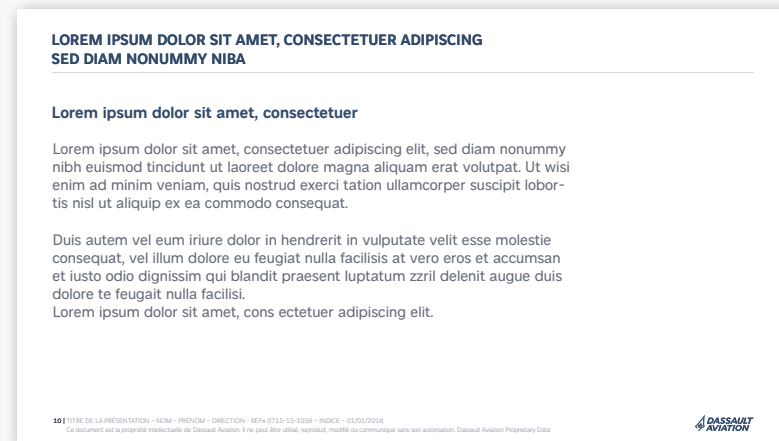 LOREM IPSUM DOLOR SIT AMET, CONSECTETUER ADIPISCING
SED DIAM NONUMMY NIBA
Lorem ipsum dolor sit amet, consectetuer
Lorem ipsum dolor sit amet, consectetuer adipiscing elit, sed diam nonummy
nibh euismod tincidunt ut laoreet dolore magna aliquam erat volutpat. Ut wisi
enim ad minim veniam, quis nostrud exerci tation ullamcorper suscipit lobor-
tis nisl ut aliquip ex ea commodo consequat.
Duis autem vel eum iriure dolor in hendrerit in vulputate velit esse molestie
consequat, vel illum dolore eu feugiat nulla facilisis at vero eros et accumsan
et iusto odio dignissim qui blandit praesent luptatum zzril delenit augue duis
dolore te feugait nulla facilisi.
Lorem ipsum dolor sit amet, cons ectetuer adipiscing elit.
10 | TITRE DE LA PRÉSENTATION – NOM – PRÉNOM – DIRECTION - REF# 0715-15-1058 – INDICE – 01/01/2018
Ce document est la propriété intellectuelle de Dassault Aviation. Il ne peut être utilisé, reproduit, modifié ou communiqué sans son autorisation. Dassault Aviation Proprietary Data
DASSAULT
AVIATION